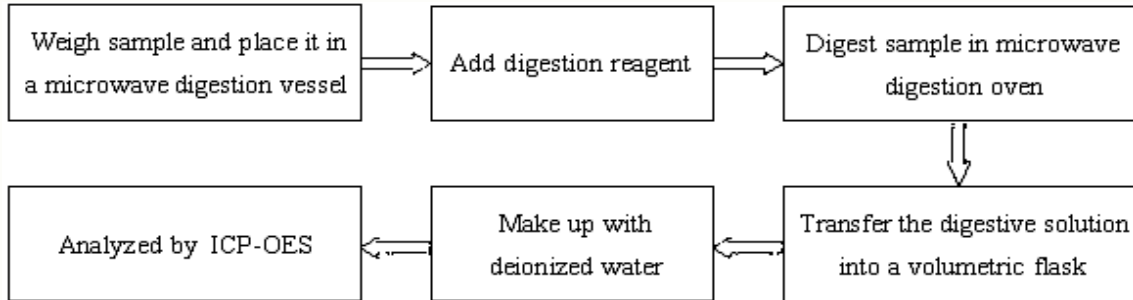 Weigh sample and place it in
a microwave digestion vessel
Add digestion reagent
Digest sample in microwave
digestion oven
Transfer the digestive solution
into a volumetric flask
Make up with
deionized water
Analyzed by ICP-OES